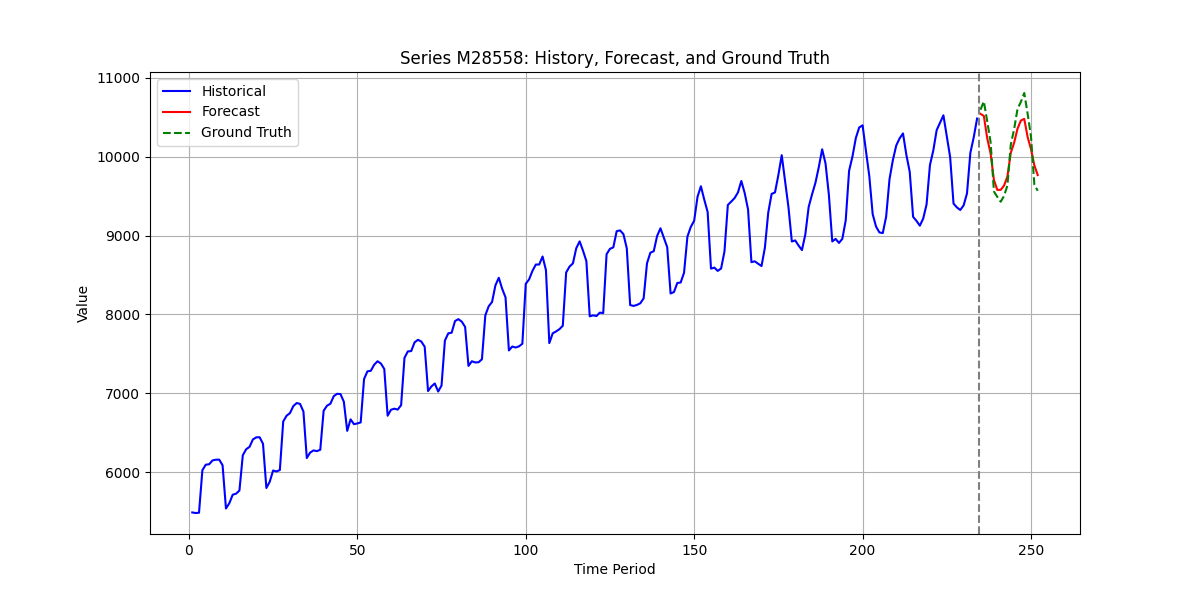 Series M28558: History, Forecast, and Ground Truth
11000
10000
9000
8000
7000
6000
Value
Historical
Forecast
Ground Truth
0
50
100
150
200
250
Time Period